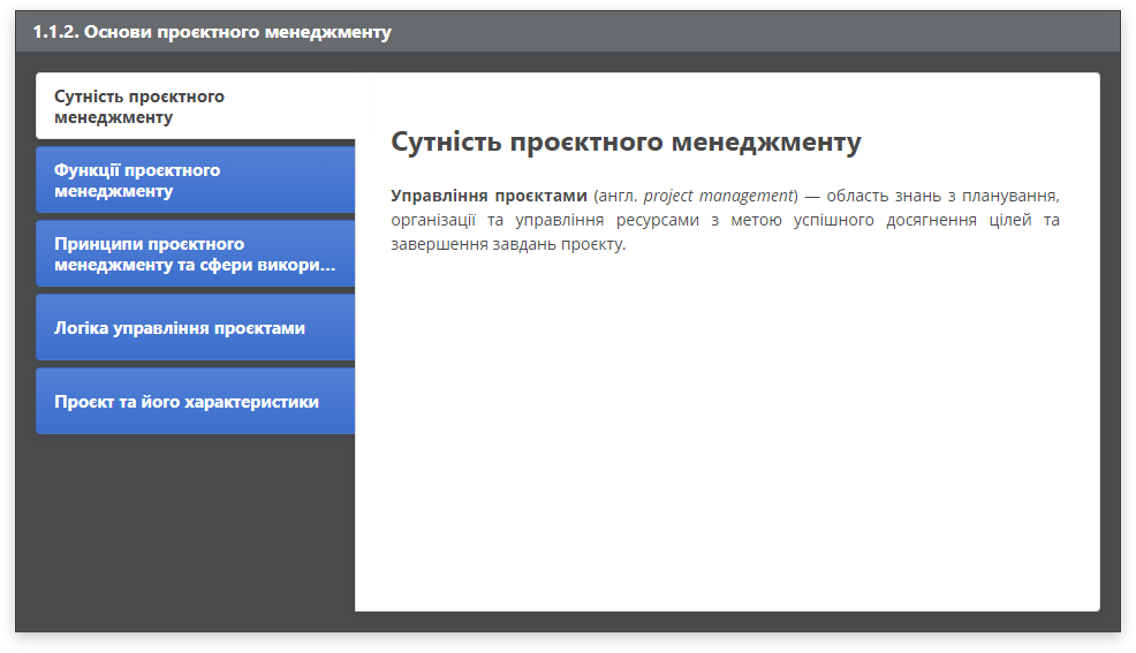 1.1.2. Основи проєктного менеджменту
Сутність проєктного
менеджменту
Функції проєктного
менеджменту
Принципи проєктного
менеджменту та сфери викори...
Логіка управління проєктами
Проєкт та його характеристики
Сутність проєктного менеджменту
Управління проєктами (англ. project management) — область знань з планування,
організації та управління ресурсами з метою успішного досягнення цілей та
завершення завдань проєкту.